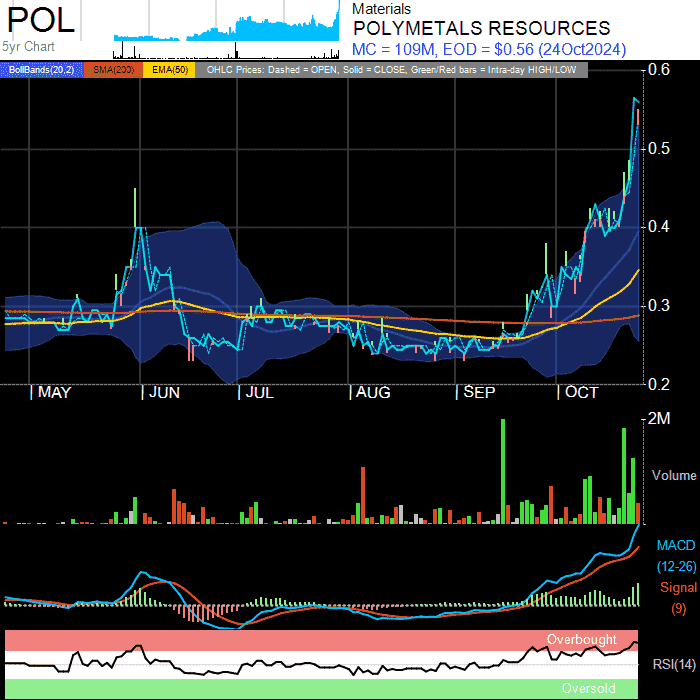 POL
5yr Chart
Materials
POLYMETALS RESOURCES
MC = 109M, EOD = $0.56 (24Oct2024)
BollBands(20,2) SMA(200) EMA(50) OHLC Prices: Dashed = OPEN, Solid = CLOSE, Green/Red bars = Intra-day HIGH/LOW
0.6
0.5
0.4
0.3
0.2
MAY JUN JUL AUG SEP OCT
2M
Volume
MACD
(12-26)
Signal
(9)
Overbought
RSI(14)
Oversold